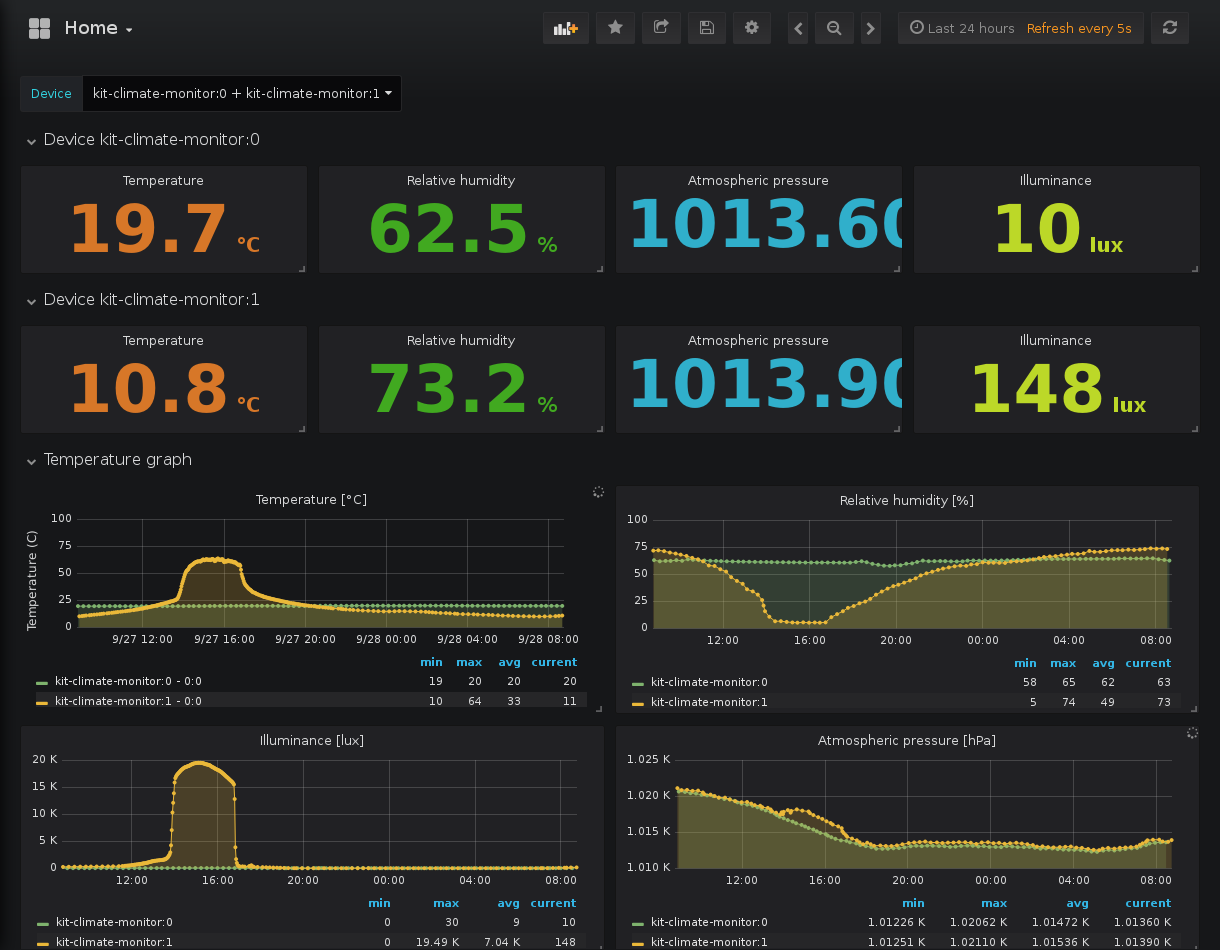 Home
Last 24 hours Refresh every 5s
Device kit-climate-monitor:0 + kit-climate-monitor:1
Device kit-climate-monitor:0
Temperature
19.7 °C
Relative humidity
62.5 %
Atmospheric pressure
1013.60
Illuminance
10 lux
Device kit-climate-monitor:1
Temperature
10.8 °C
Relative humidity
73.2 %
Atmospheric pressure
1013.90
Illuminance
148 lux
Temperature graph
Temperature [°C]
Temperature (C)
100
75
50
25
0
9/27 12:00 9/27 16:00 9/27 20:00 9/28 00:00 9/28 04:00 9/28 08:00
min max avg current
kit-climate-monitor:0 - 0:0 19 20 20 20
kit-climate-monitor:1 - 0:0 10 64 33 11
Relative humidity [%]
100
75
50
25
0
12:00 16:00 20:00 00:00 04:00 08:00
min max avg current
kit-climate-monitor:0 58 65 62 63
kit-climate-monitor:1 5 74 49 73
Illuminance [lux]
20 K
15 K
10 K
5 K
0
12:00 16:00 20:00 00:00 04:00 08:00
min max avg current
kit-climate-monitor:0 0 30 9 10
kit-climate-monitor:1 0 19.49 K 7.04 K 148
Atmospheric pressure [hPa]
1.025 K
1.020 K
1.015 K
1.010 K
12:00 16:00 20:00 00:00 04:00 08:00
min max avg current
kit-climate-monitor:0 1.01226 K 1.02062 K 1.01472 K 1.01360 K
kit-climate-monitor:1 1.01251 K 1.02110 K 1.01536 K 1.01390 K